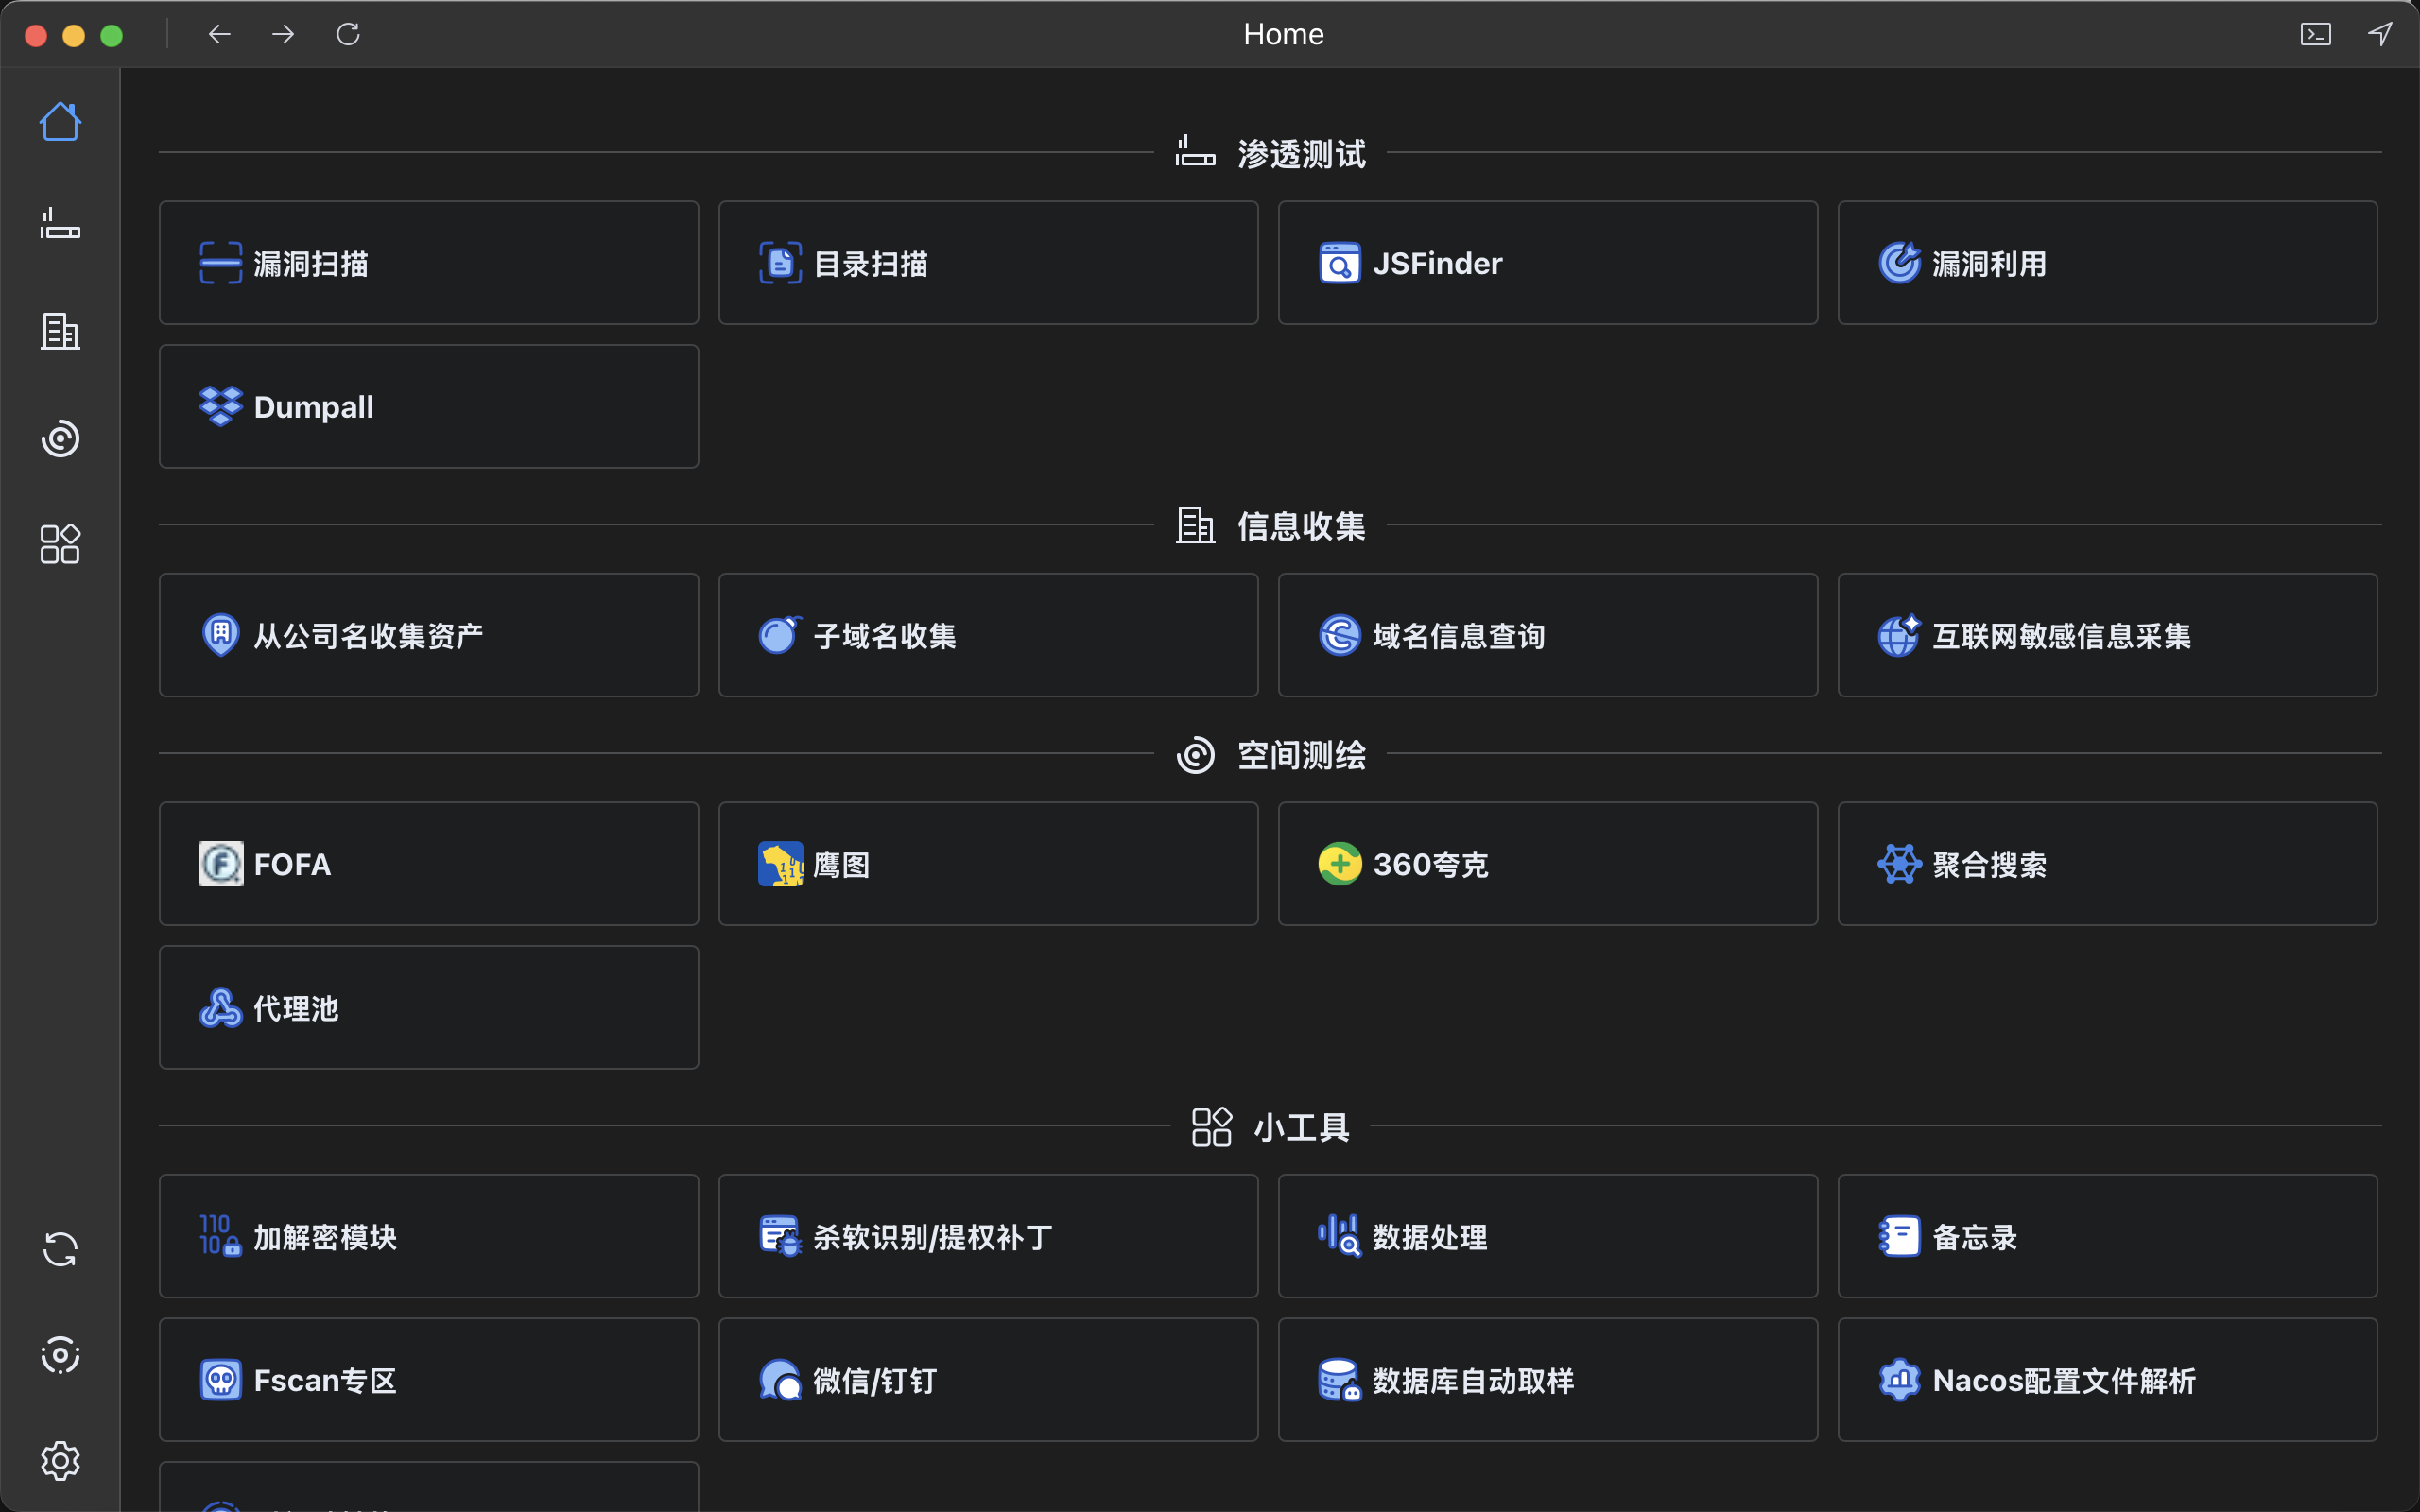 Home
渗透测试
漏洞扫描
目录扫描
JSFinder
漏洞利用
Dumpall
信息收集
从公司名收集资产
子域名收集
域名信息查询
互联网敏感信息采集
空间测绘
FOFA
鹰图
360夸克
聚合搜索
代理池
小工具
加解密模块
杀软识别/提权补丁
数据处理
备忘录
Fscan专区
微信/钉钉
数据库自动取样
Nacos配置文件解析